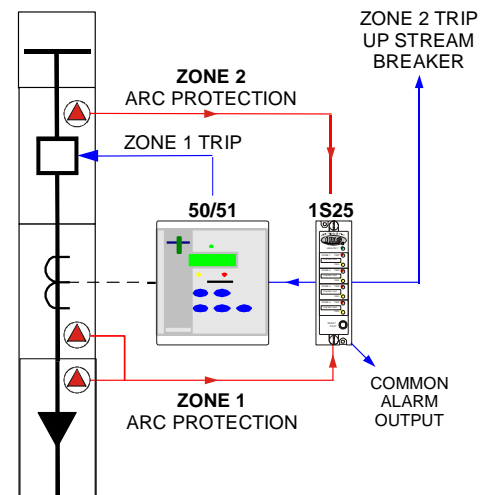 ZONE 2 TRIP
UP STREAM
BREAKER
ZONE 2
ARC PROTECTION
ZONE 1 TRIP
50/51
1S25
ZONE 1
ARC PROTECTION
COMMON
ALARM
OUTPUT